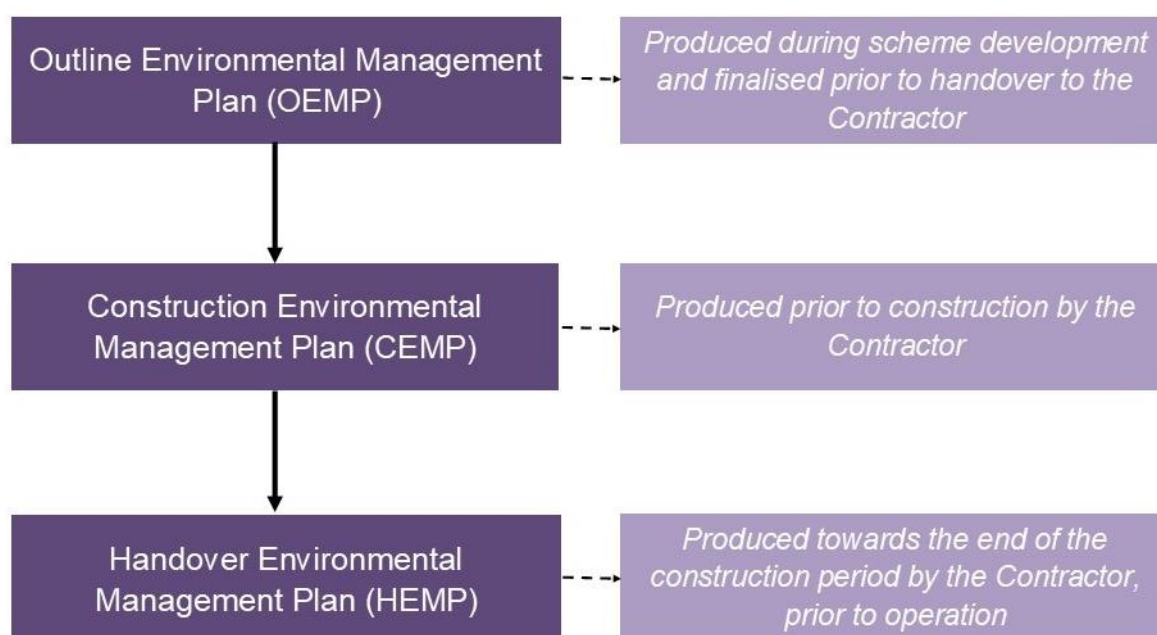 Outline Environmental Management
Plan (OEMP)
Produced during scheme development
and finalised prior to handover to the
Contractor
Construction Environmental
Management Plan (CEMP)
Produced prior to construction by the
Contractor
Handover Environmental
Management Plan (HEMP)
Produced towards the end of the
construction period by the Contractor,
prior to operation